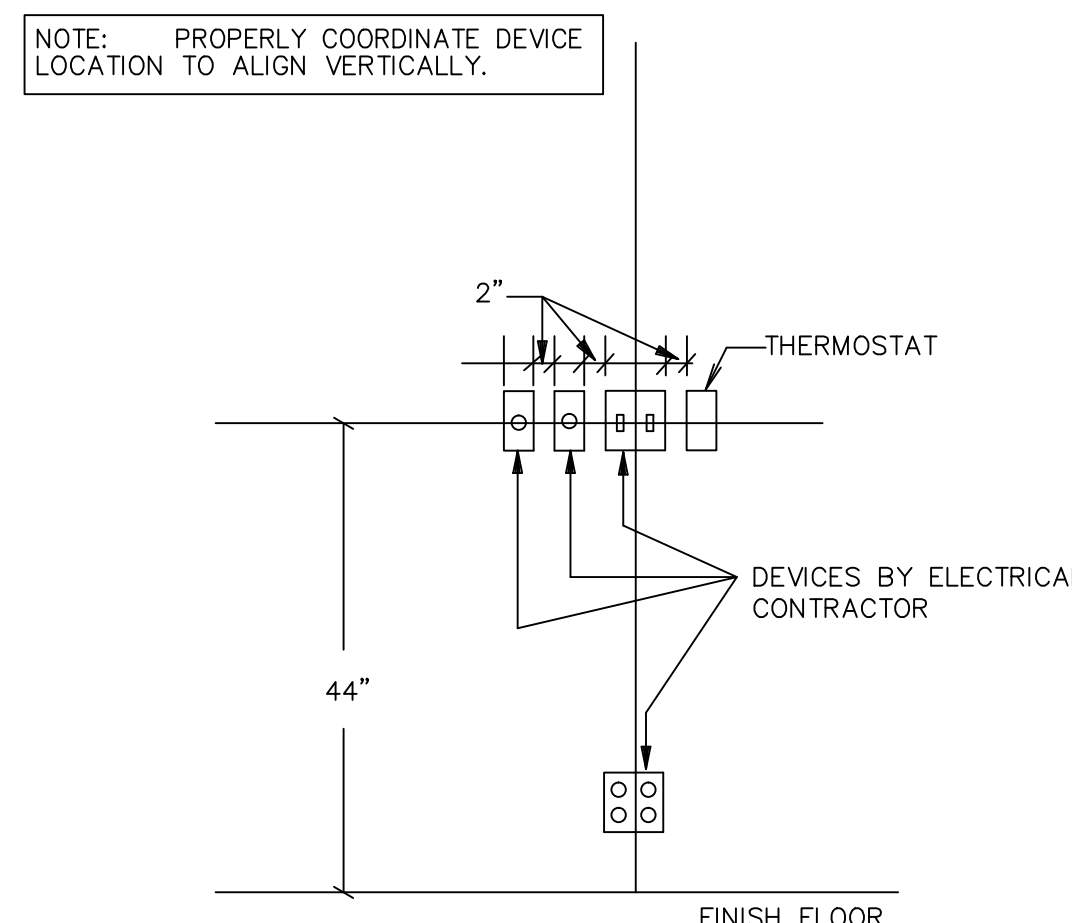 NOTE: PROPERLY COORDINATE DEVICE
LOCATION TO ALIGN VERTICALLY.
2”
THERMOSTAT
DEVICES BY ELECTRICAL
CONTRACTOR
44”
FINISH FLOOR